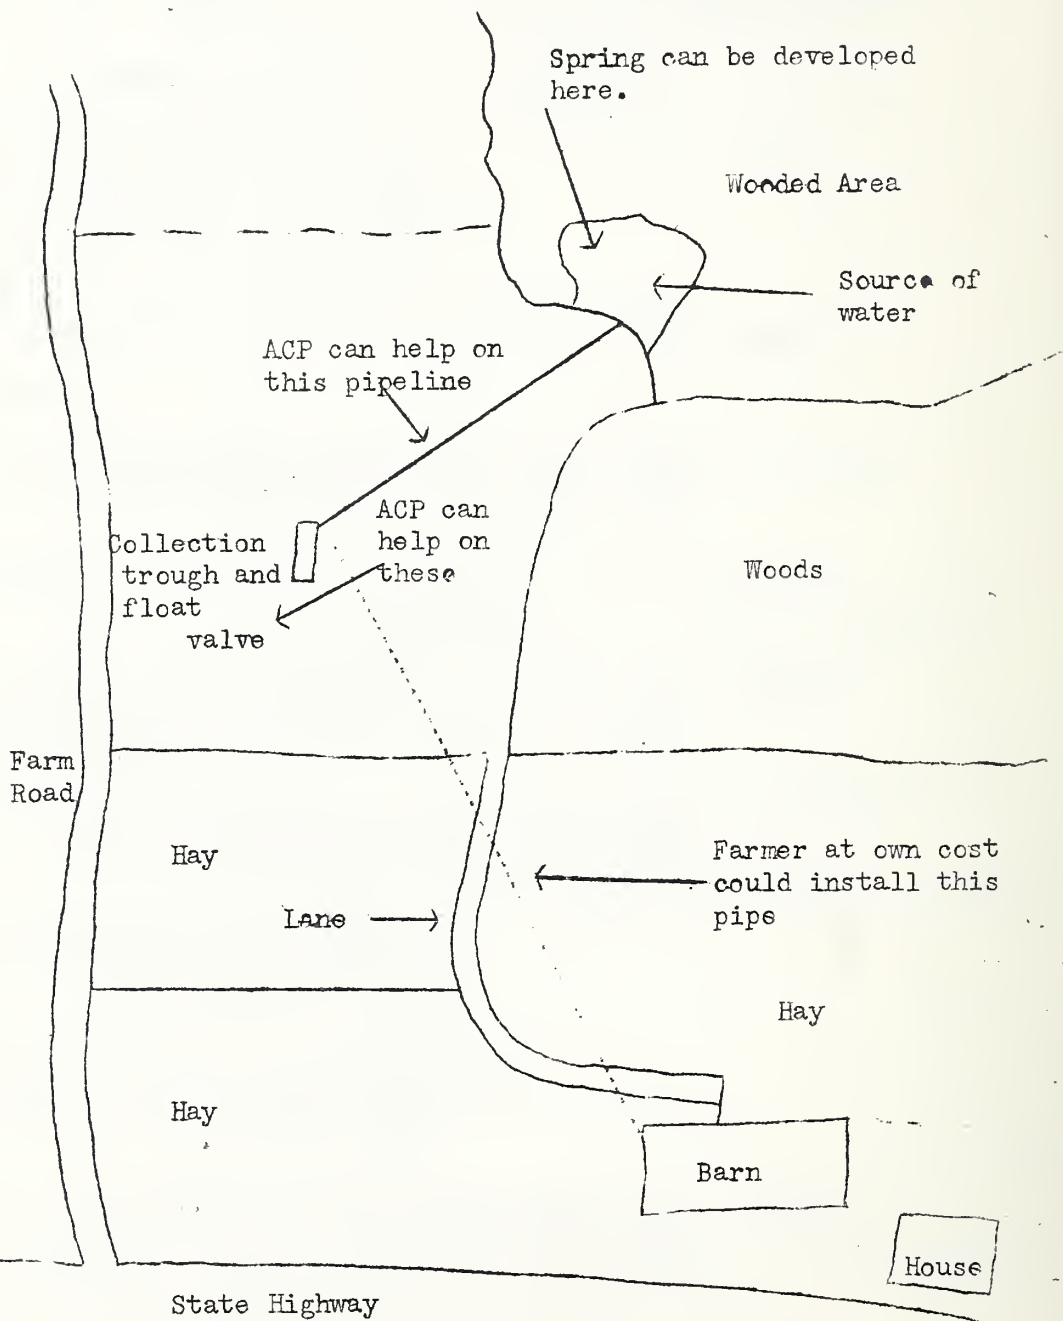 Spring can be developed
here.
Wooded Area
Source of
water
ACP can help on
this pipeline
ACP can
help on
these
Collection
trough and
float
valve
Woods
Farm
Road
Hay
Farmer at own cost
could install this
pipe
Lane
Hay
Hay
Barn
House
State Highway